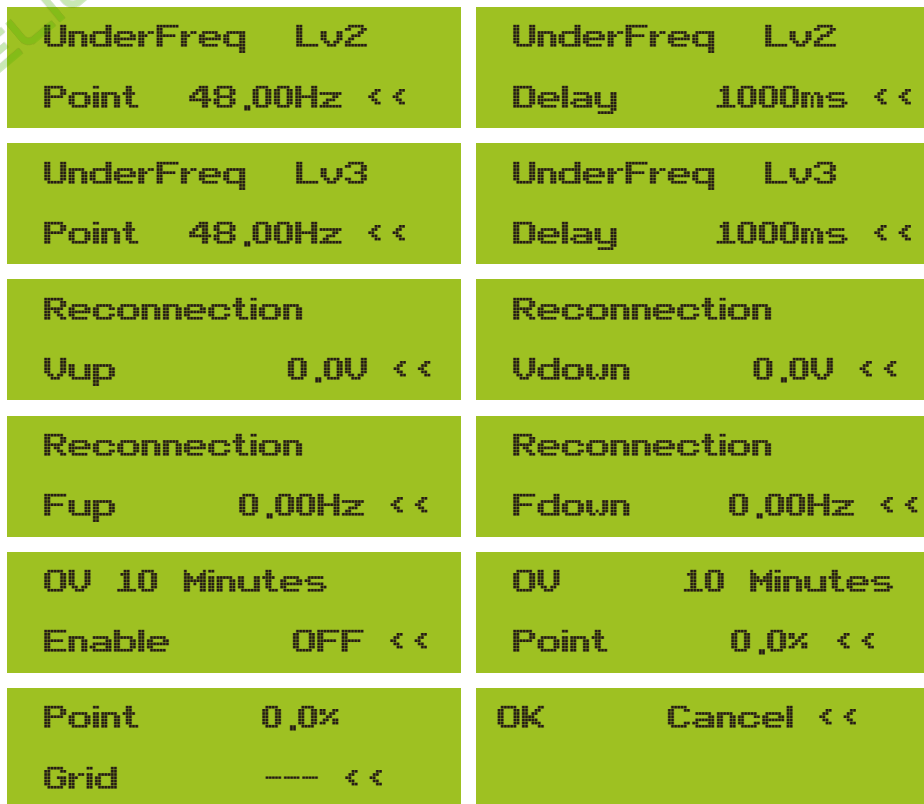 UnderFreq Lv2
Point 48.00Hz <<
UnderFreq Lv2
Delay 1000ms <<
UnderFreq Lv3
Point 48.00Hz <<
UnderFreq Lv3
Delay 1000ms <<
Reconnection
Vup 0.0V <<
Reconnection
Vdown 0.0V <<
Reconnection
Fup 0.00Hz <<
Reconnection
Fdown 0.00Hz <<
OV 10 Minutes
Enable OFF <<
OV 10 Minutes
Point 0.0% <<
Point 0.0%
Grid --- <<
OK Cancel <<